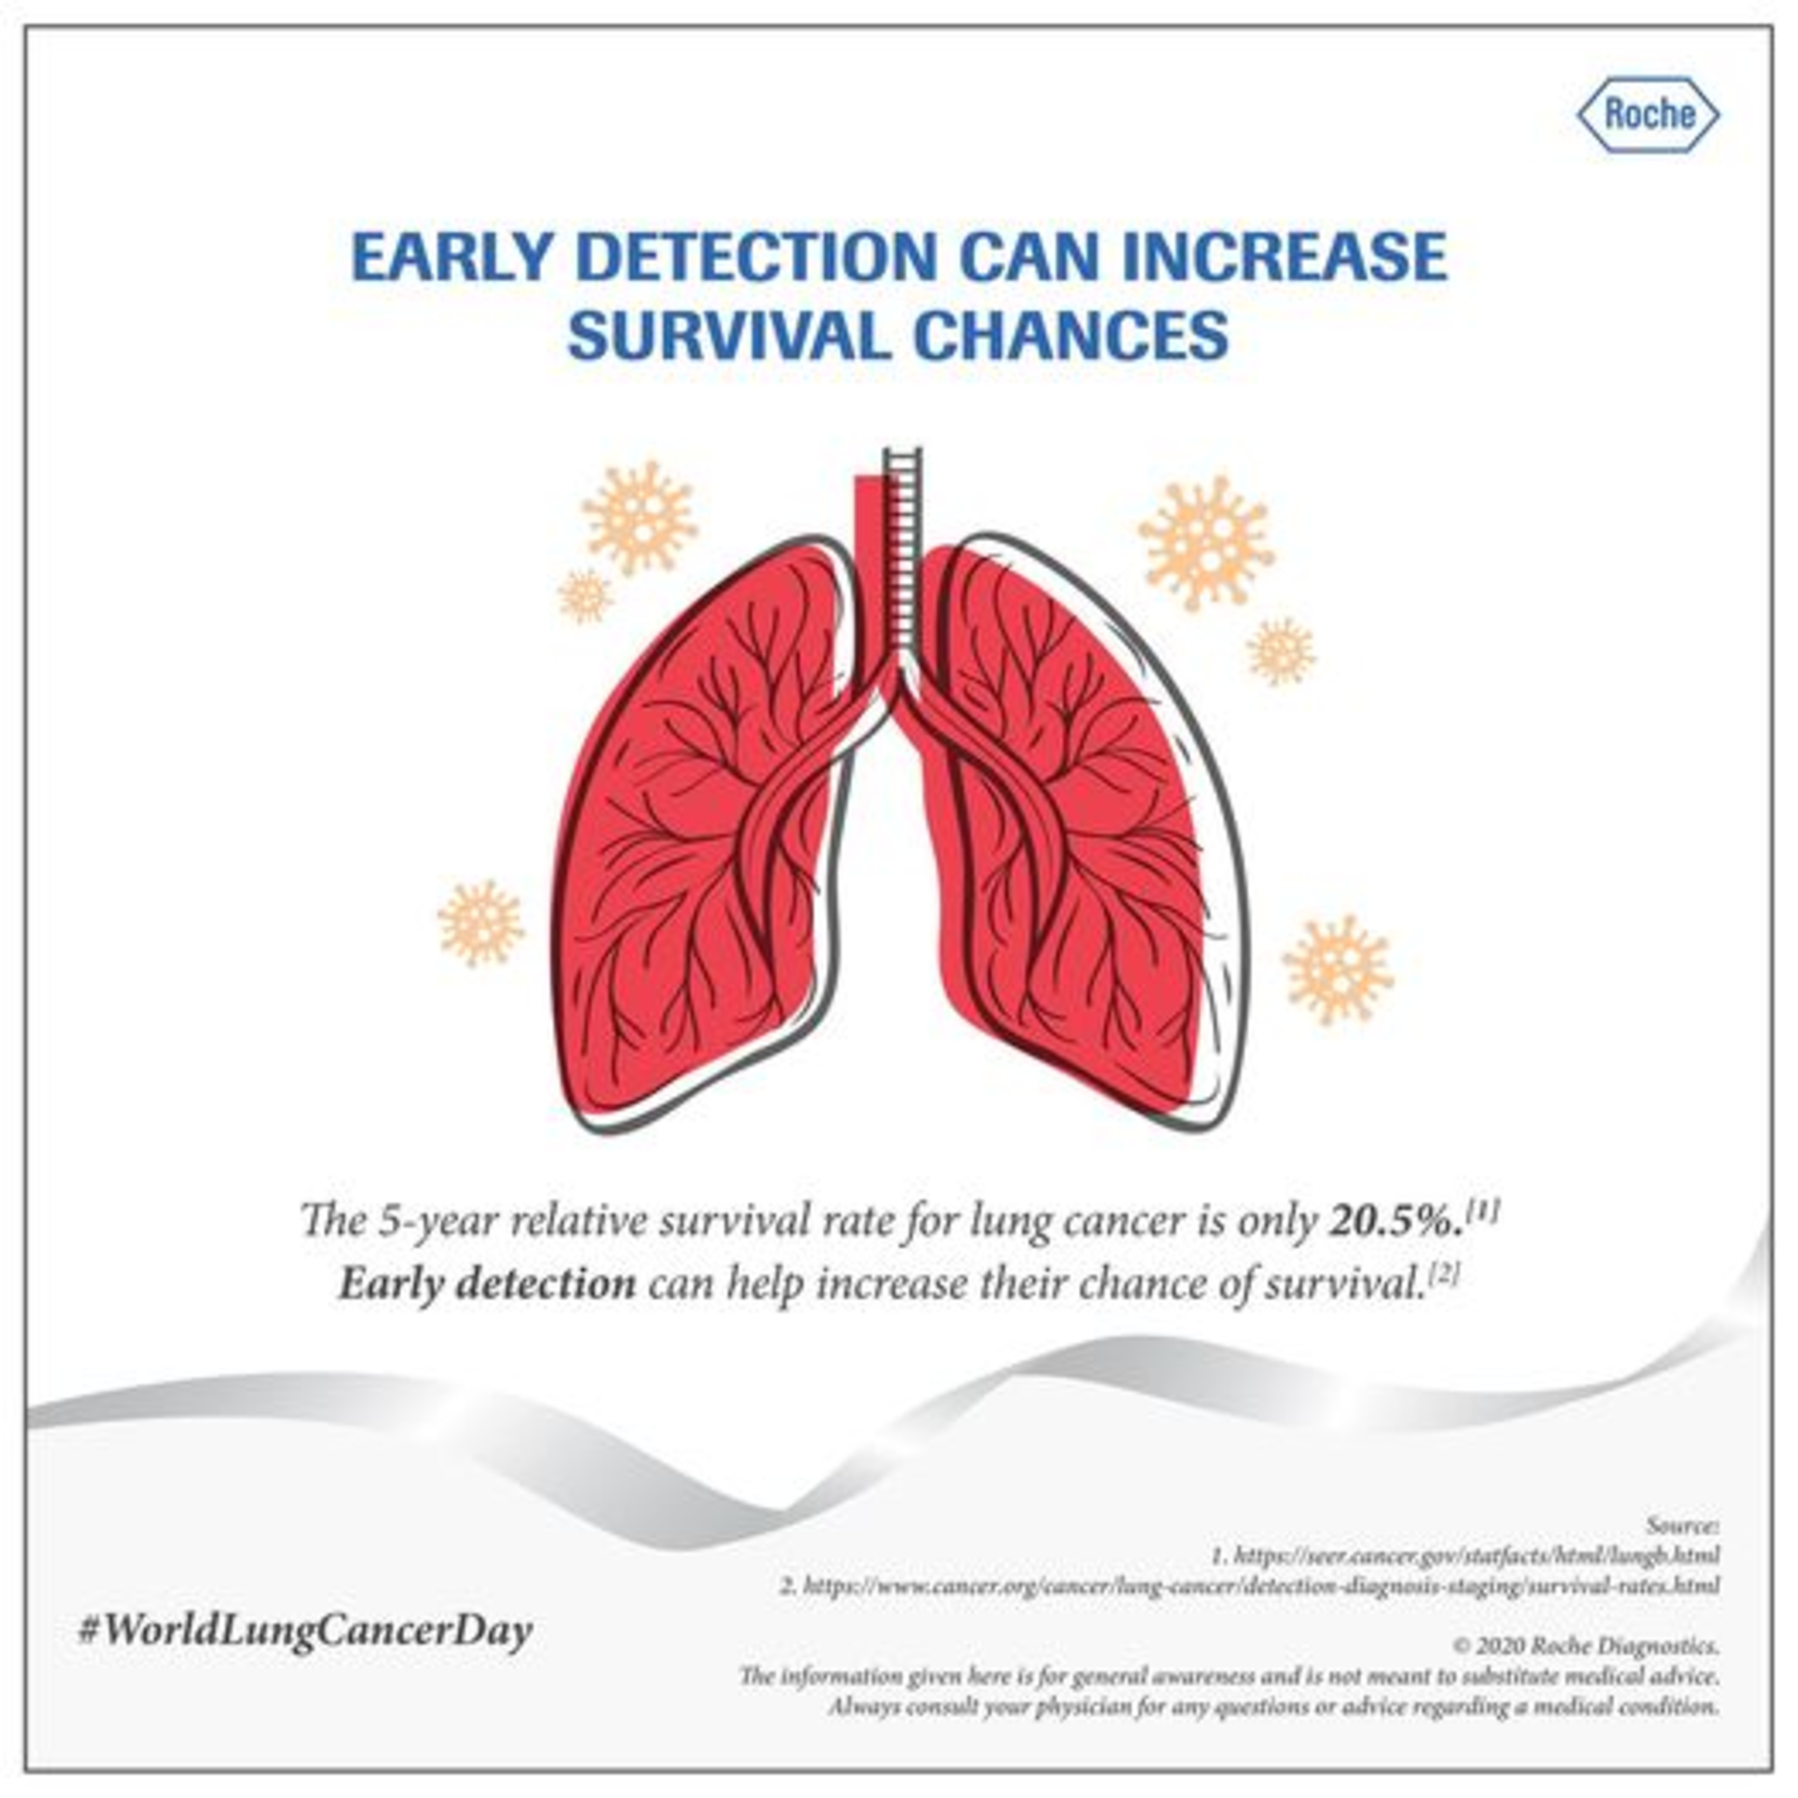 Roche
EARLY DETECTION CAN INCREASE
SURVIVAL CHANCES
The 5-year relative survival rate for lung cancer is only 20.5%.[1]
Early detection can help increase their chance of survival.[2]
Source:
1. https://seer.cancer.gov/statfacts/html/lungb.html
2. https://www.cancer.org/cancer/lung-cancer/detection-diagnosis-staging/survival-rates.html
#WorldLungCancerDay
© 2020 Roche Diagnostics.
The information given here is for general awareness and is not meant to substitute medical advice.
Always consult your physician for any questions or advice regarding a medical condition.